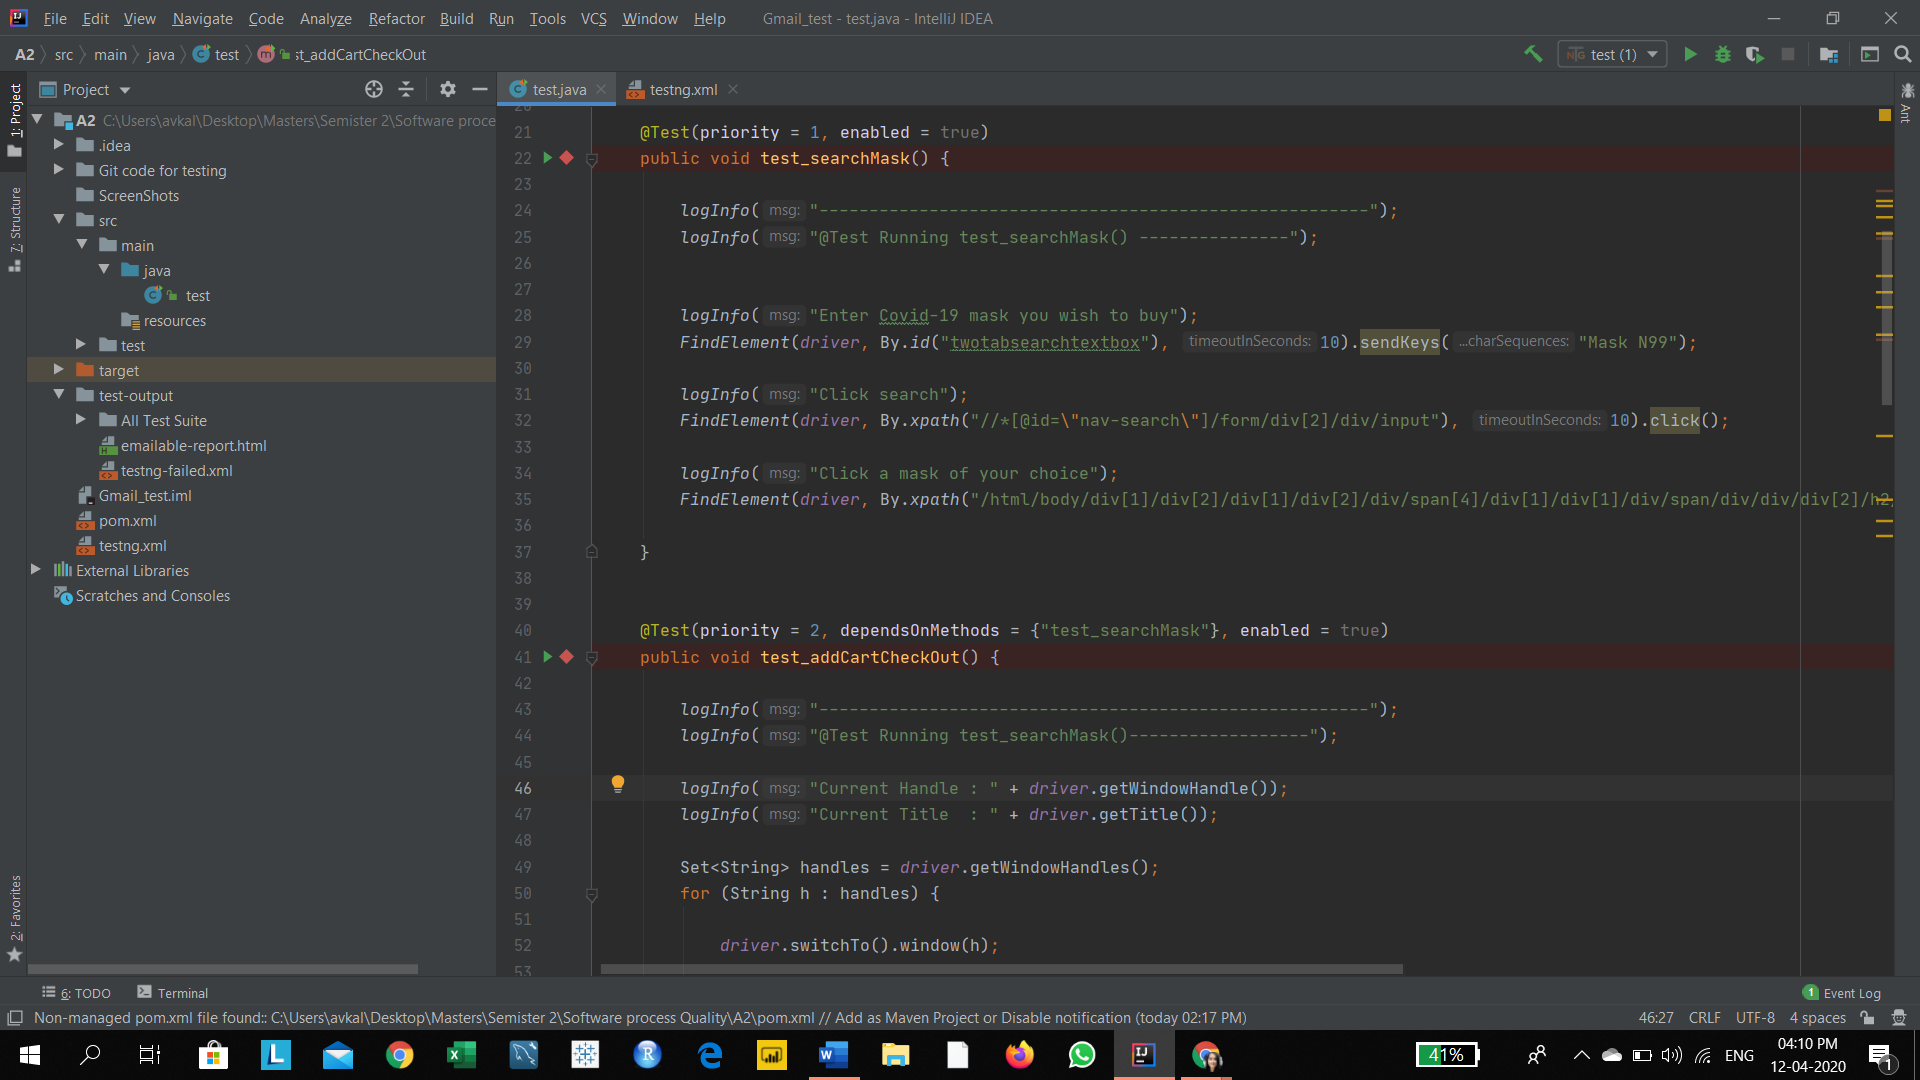 File Edit View Navigate Code Analyze Refactor Build Run Tools VCS Window Help Gmail_test - test.java - IntelliJ IDEA
A2 src main java test st_addCartCheckOut test (1)
1: Project
7: Structure
2: Favorites
Ant
Project
A2 C:\Users\avkal\Desktop\Masters\Semister 2\Software proce
.idea
Git code for testing
ScreenShots
src
main
java
test
resources
test
target
test-output
All Test Suite
emailable-report.html
testng-failed.xml
Gmail_test.iml
pom.xml
testng.xml
External Libraries
Scratches and Consoles
test.java testng.xml
20
21 @Test(priority = 1, enabled = true)
22 public void test_searchMask() {
23
24 logInfo( msg: "-------------------------------------------------------");
25 logInfo( msg: "@Test Running test_searchMask() ---------------");
26
27
28 logInfo( msg: "Enter Covid-19 mask you wish to buy");
29 FindElement(driver, By.id("twotabsearchtextbox"), timeoutInSeconds: 10).sendKeys( ...charSequences: "Mask N99");
30
31 logInfo( msg: "Click search");
32 FindElement(driver, By.xpath("//*[@id=\"nav-search\"]/form/div[2]/div/input"), timeoutInSeconds: 10).click();
33
34 logInfo( msg: "Click a mask of your choice");
35 FindElement(driver, By.xpath("/html/body/div[1]/div[2]/div[1]/div[2]/div/span[4]/div[1]/div[1]/div/span/div/div/div[2]/h2
36
37 }
38
39
40 @Test(priority = 2, dependsOnMethods = {"test_searchMask"}, enabled = true)
41 public void test_addCartCheckOut() {
42
43 logInfo( msg: "-------------------------------------------------------");
44 logInfo( msg: "@Test Running test_searchMask()------------------");
45
46 logInfo( msg: "Current Handle : " + driver.getWindowHandle());
47 logInfo( msg: "Current Title  : " + driver.getTitle());
48
49 Set<String> handles = driver.getWindowHandles();
50 for (String h : handles) {
51
52 driver.switchTo().window(h);
53
6: TODO Terminal 1 Event Log
Non-managed pom.xml file found:: C:\Users\avkal\Desktop\Masters\Semister 2\Software process Quality\A2\pom.xml // Add as Maven Project or Disable notification (today 02:17 PM) 46:27 CRLF UTF-8 4 spaces
41% ENG 04:10 PM
12-04-2020 1